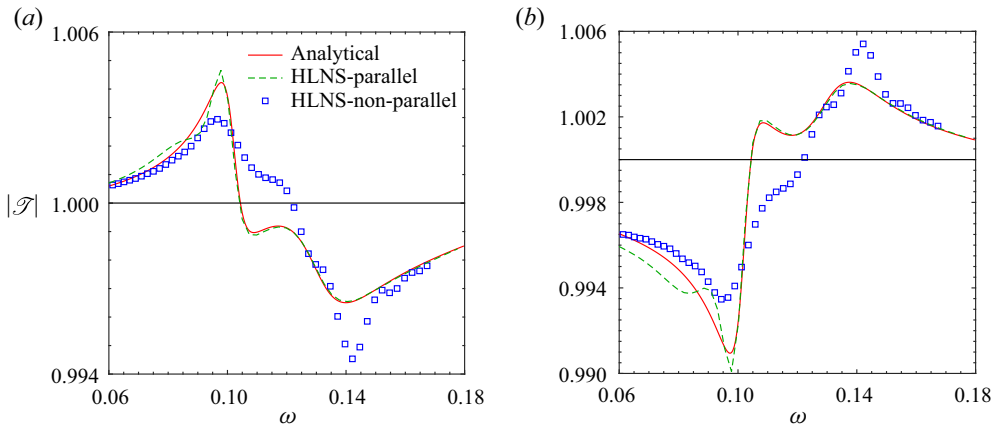 (a)
(b)
1.006
1.000
0.994
|𝒯|
0.06
0.10
0.14
0.18
ω
Analytical
HLNS-parallel
HLNS-non-parallel
1.006
1.002
0.998
0.994
0.990
0.06
0.10
0.14
0.18
ω